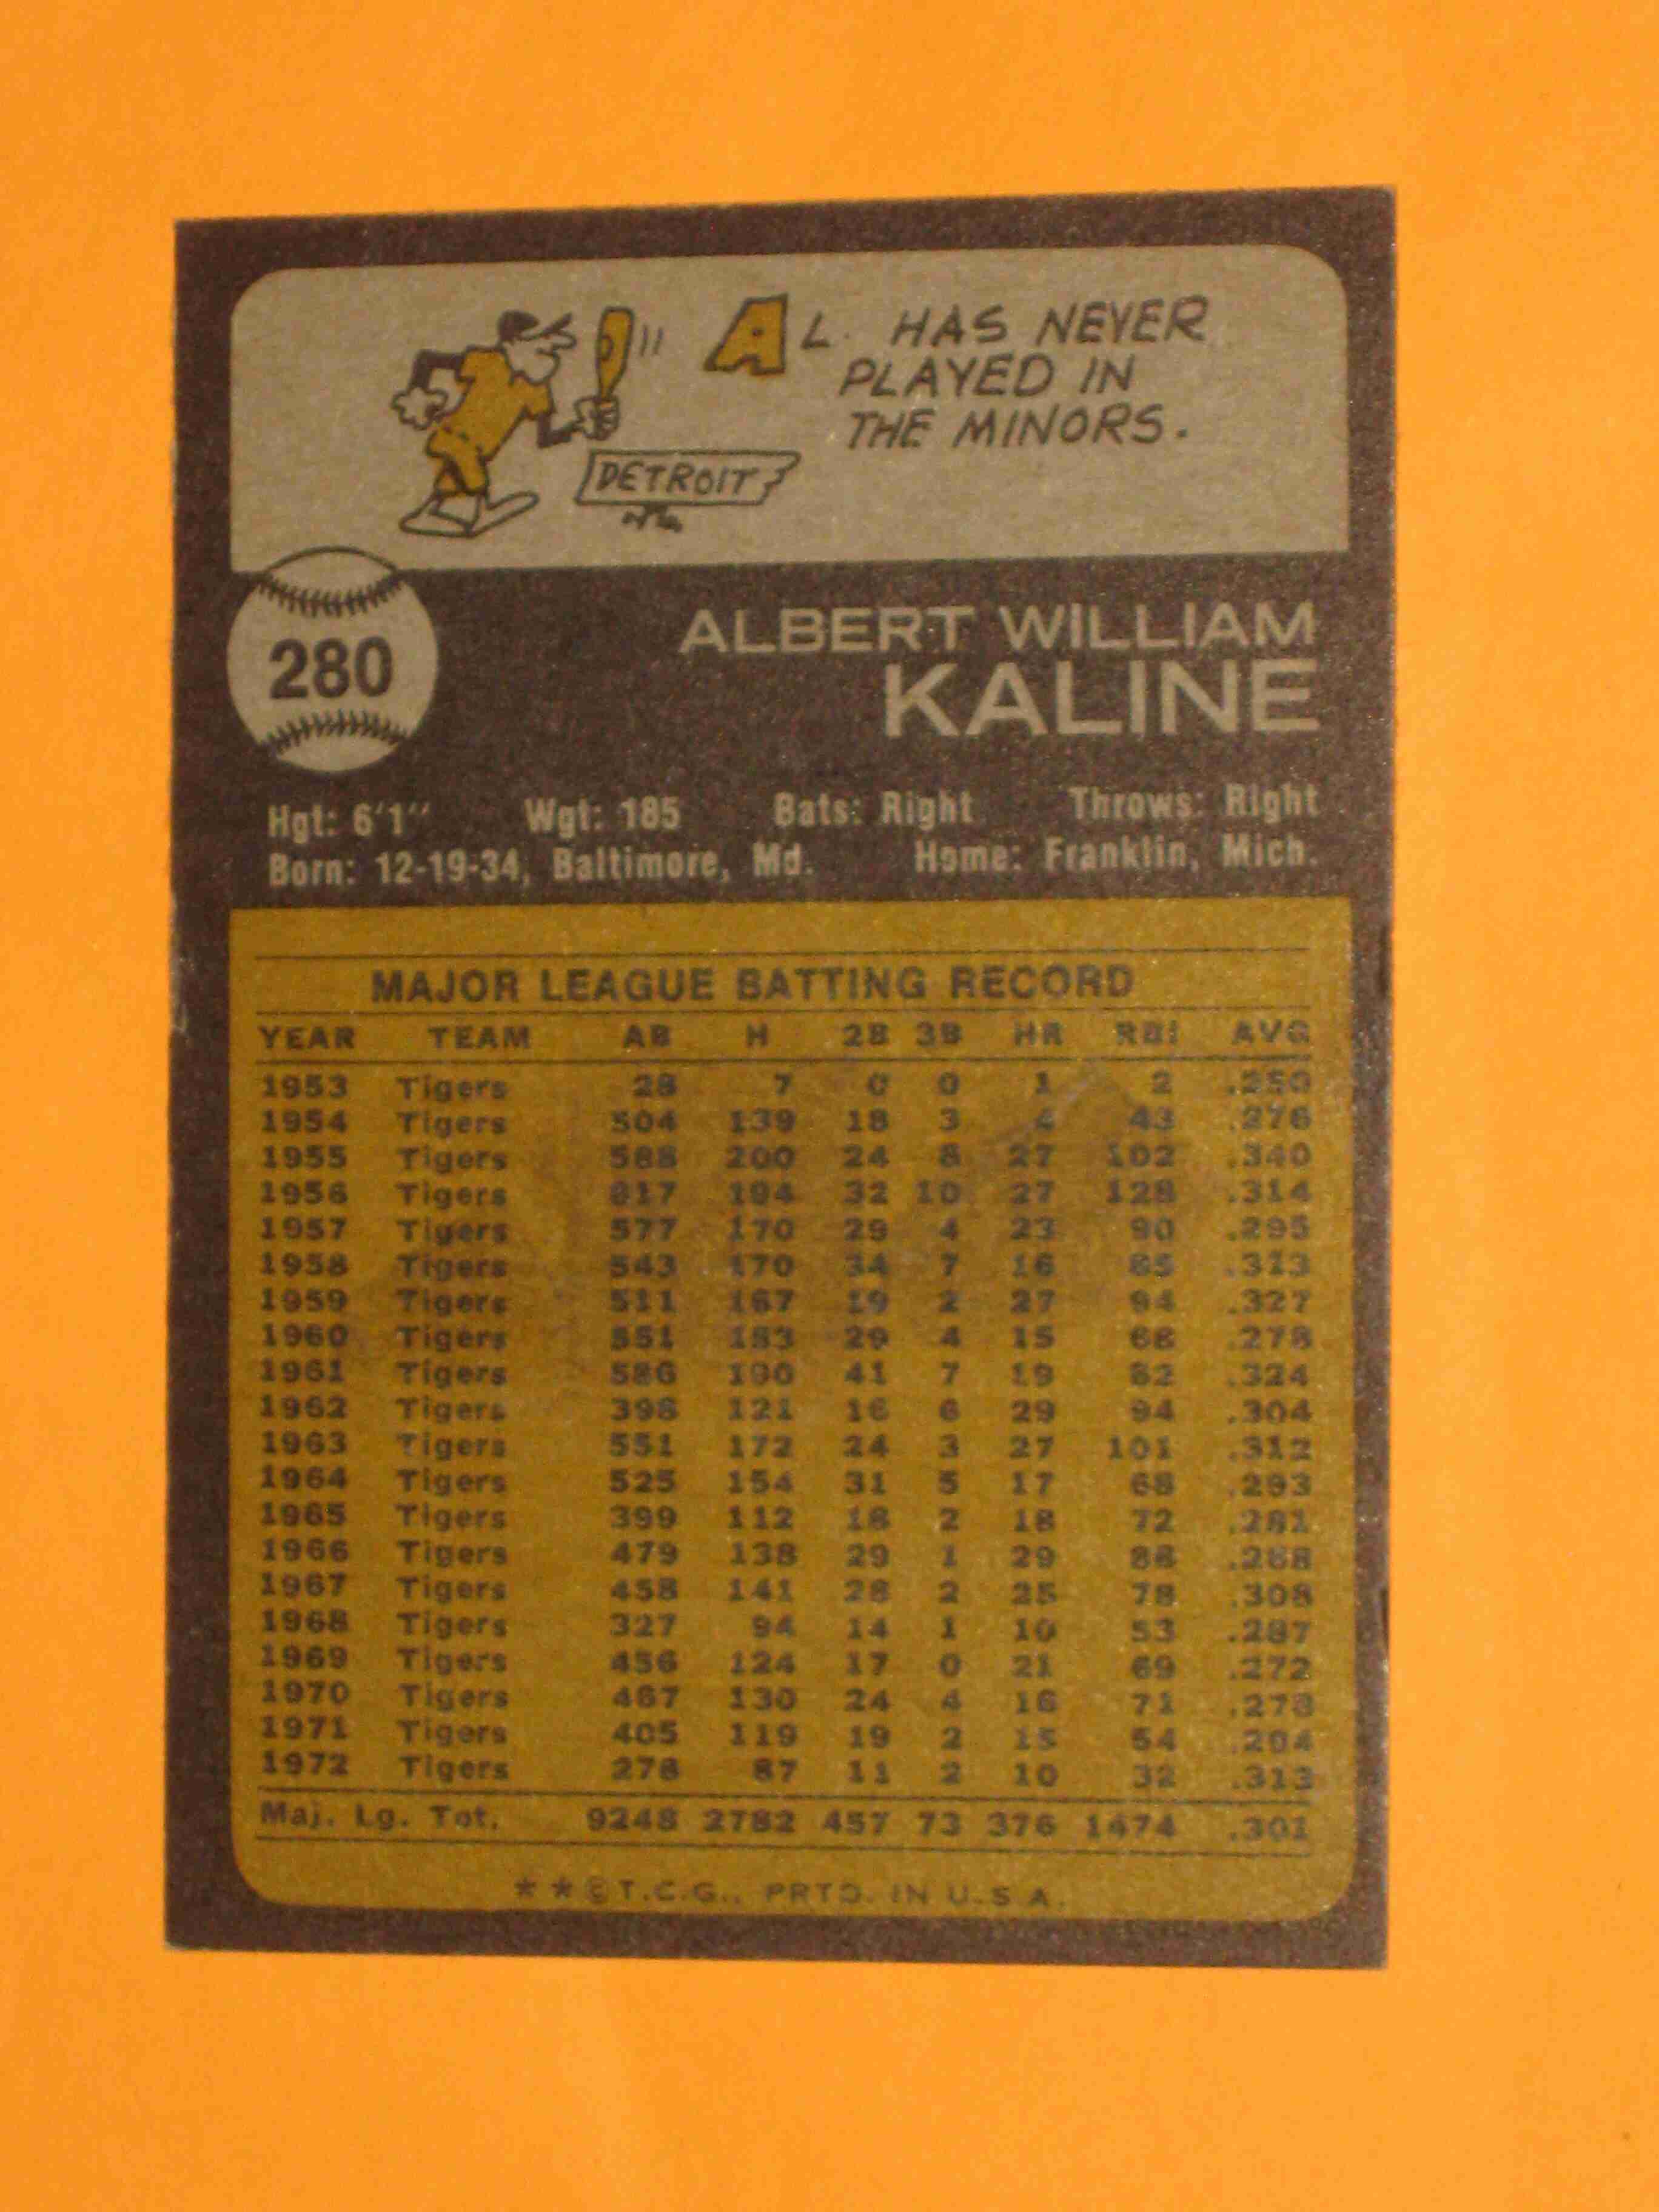 AL HAS NEVER
PLAYED IN
THE MINORS.
DETROIT
280
ALBERT WILLIAM
KALINE
Hgt: 6'1" Wgt: 185 Bats: Right Throws: Right
Born: 12-19-34, Baltimore, Md. Home: Franklin, Mich.
MAJOR LEAGUE BATTING RECORD
YEAR TEAM AB H 2B 3B HR RBI AVG
1953 Tigers 28 7 0 0 1 2 .250
1954 Tigers 504 139 18 3 4 43 .276
1955 Tigers 588 200 24 8 27 102 .340
1956 Tigers 617 194 32 10 27 128 .314
1957 Tigers 577 170 29 4 23 90 .295
1958 Tigers 543 170 34 7 16 85 .313
1959 Tigers 511 167 19 2 27 94 .327
1960 Tigers 551 153 29 4 15 68 .278
1961 Tigers 586 190 41 7 19 82 .324
1962 Tigers 398 121 16 6 29 94 .304
1963 Tigers 551 172 24 3 27 101 .312
1964 Tigers 525 154 31 5 17 68 .293
1965 Tigers 399 112 18 2 18 72 .281
1966 Tigers 479 138 29 1 29 88 .288
1967 Tigers 458 141 28 2 25 78 .308
1968 Tigers 327 94 14 1 10 53 .287
1969 Tigers 456 124 17 0 21 69 .272
1970 Tigers 467 130 24 4 16 71 .278
1971 Tigers 405 119 19 2 15 54 .294
1972 Tigers 278 87 11 2 10 32 .313
Maj. Lg. Tot. 9248 2782 457 73 376 1474 .301
**© T.C.G., PRTD. IN U.S.A.